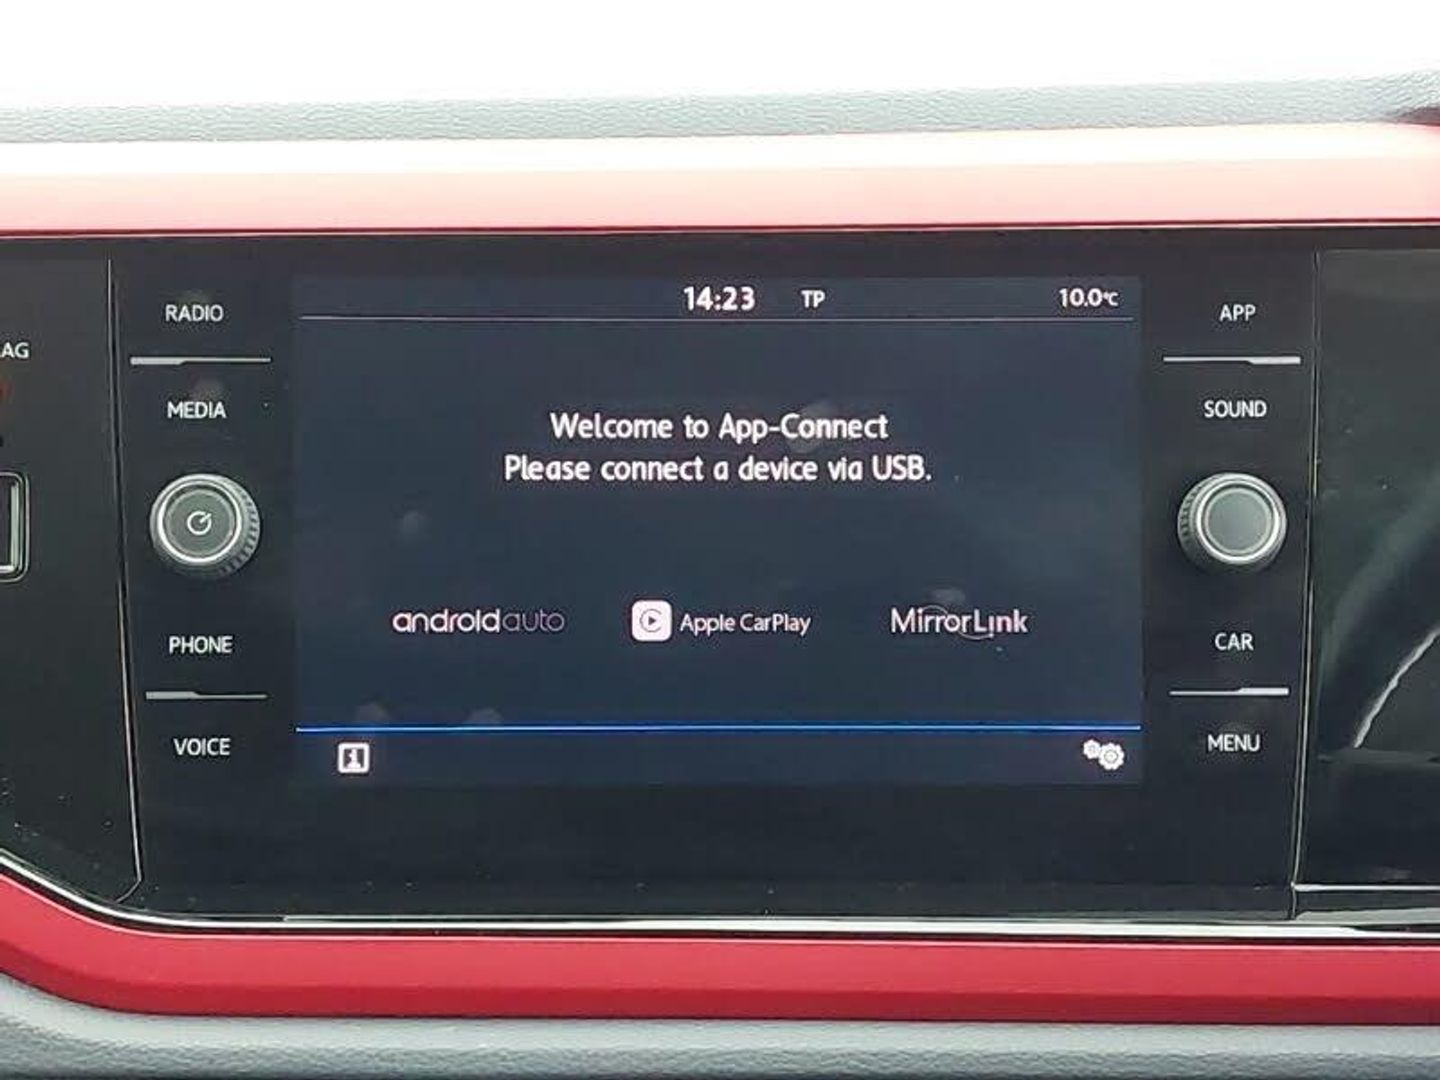 14:23 TP 10.0°C
RADIO
APP
AG
MEDIA
SOUND
Welcome to App-Connect
Please connect a device via USB.
androidauto
Apple CarPlay
MirrorLink
PHONE
CAR
VOICE
MENU